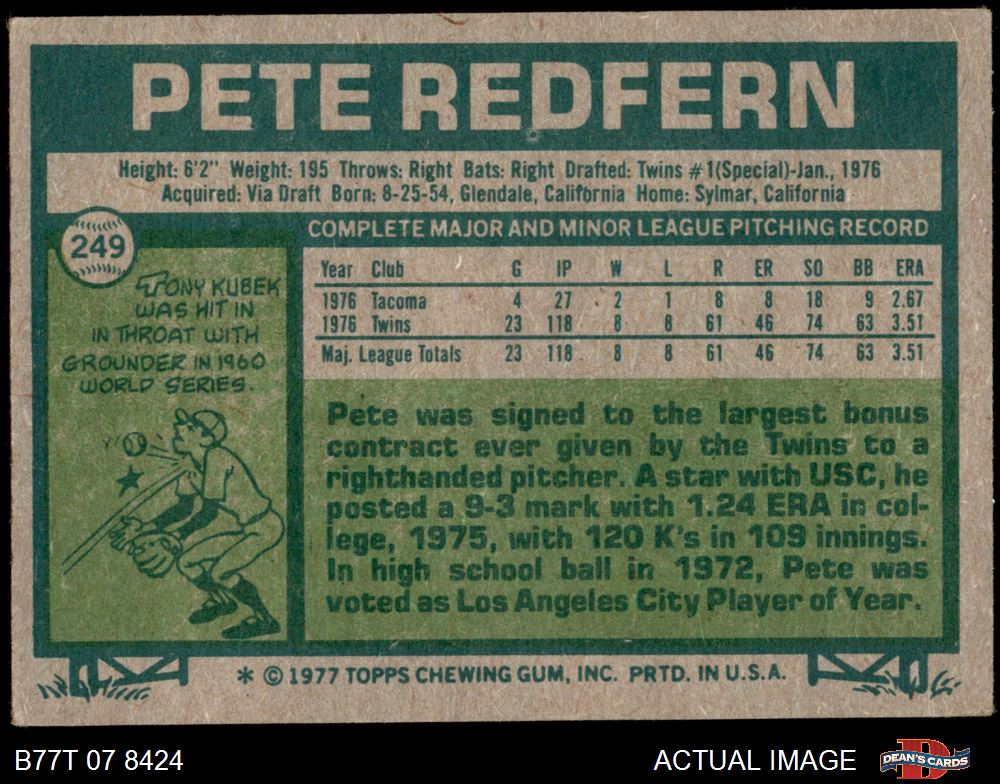 PETE REDFERN
Height: 6'2" Weight: 195 Throws: Right Bats: Right Drafted: Twins #1(Special)-Jan., 1976
Acquired: Via Draft Born: 8-25-54, Glendale, California Home: Sylmar, California
249
TONY KUBEK
WAS HIT IN
IN THROAT WITH
GROUNDER IN 1960
WORLD SERIES.
COMPLETE MAJOR AND MINOR LEAGUE PITCHING RECORD
Year Club G IP W L R ER SO BB ERA
1976 Tacoma 4 27 2 1 8 8 18 9 2.67
1976 Twins 23 118 8 8 61 46 74 63 3.51
Maj. League Totals 23 118 8 8 61 46 74 63 3.51
Pete was signed to the largest bonus
contract ever given by the Twins to a
righthanded pitcher. A star with USC, he
posted a 9-3 mark with 1.24 ERA in col-
lege, 1975, with 120 K's in 109 innings.
In high school ball in 1972, Pete was
voted as Los Angeles City Player of Year.
* © 1977 TOPPS CHEWING GUM, INC. PRTD. IN U.S.A.
B77T 07 8424
ACTUAL IMAGE
D
DEAN'S CARDS